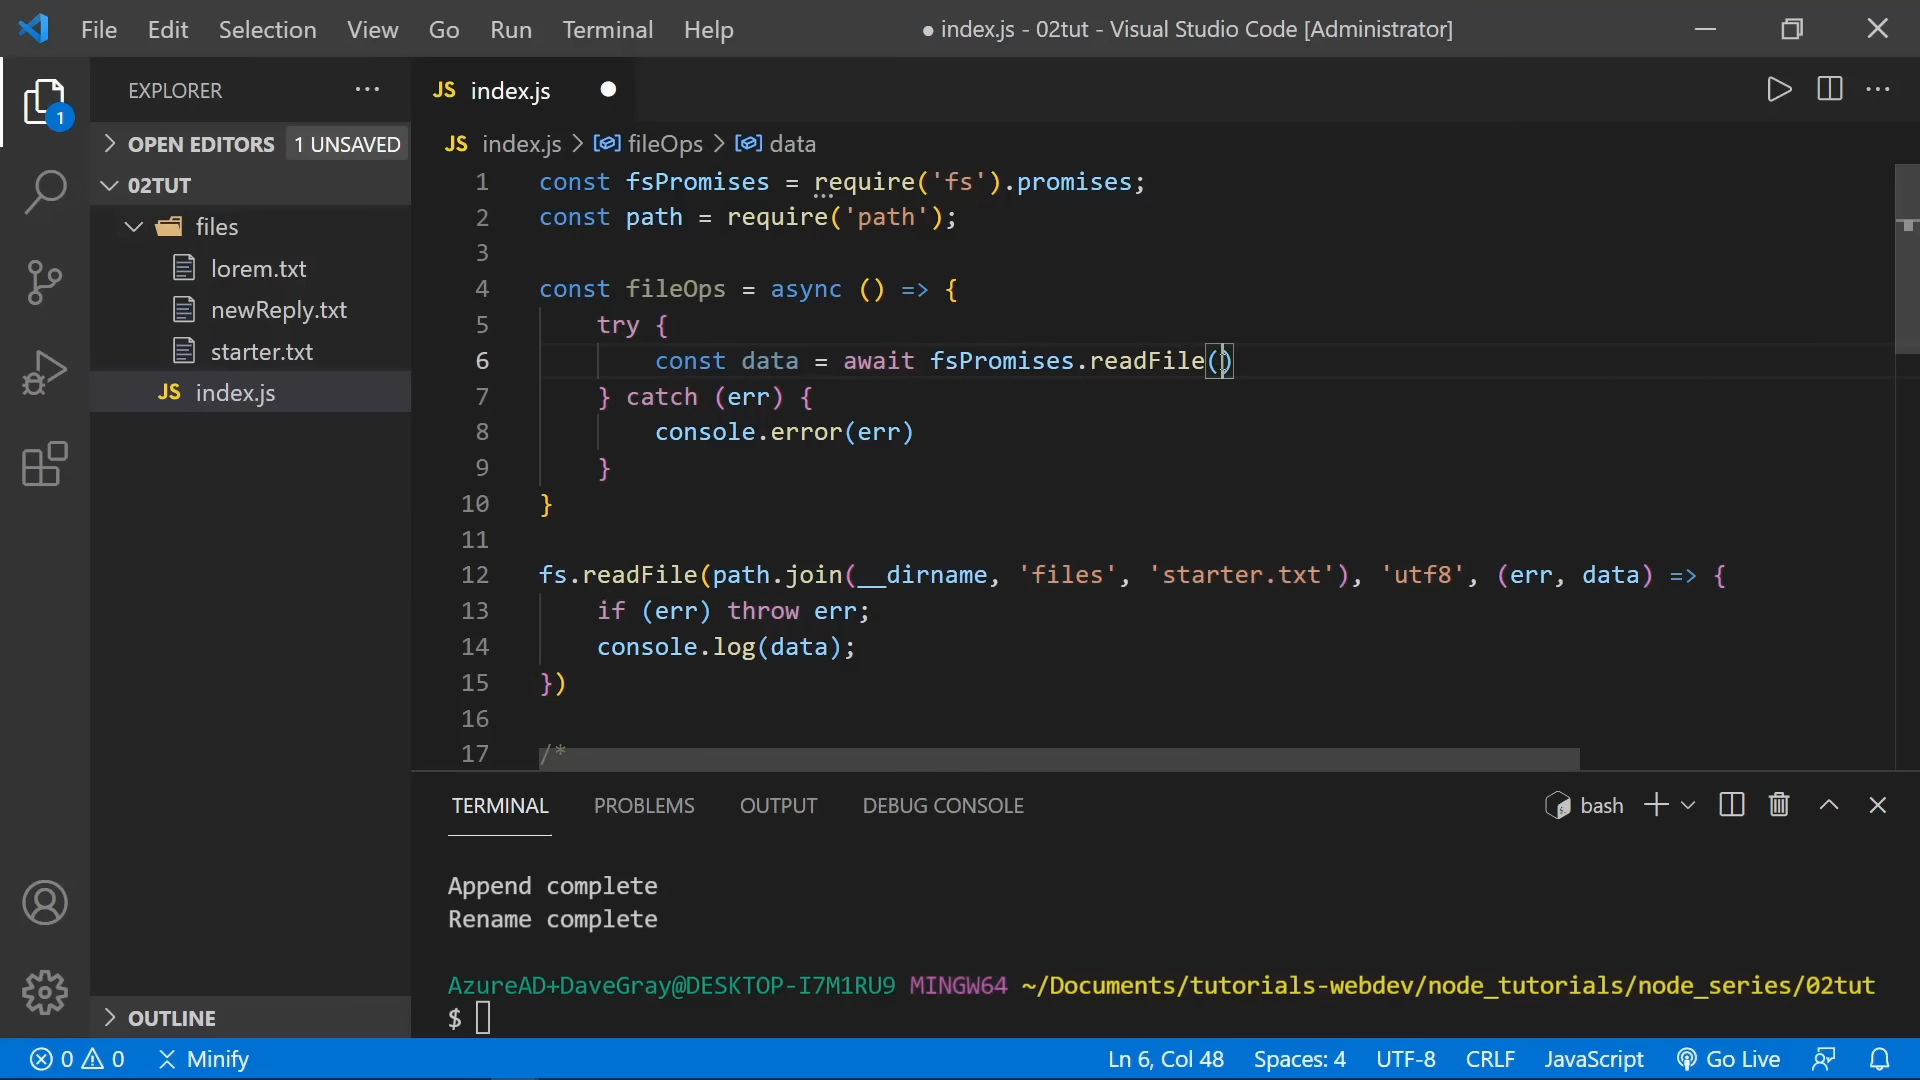 File Edit Selection View Go Run Terminal Help
● index.js - 02tut - Visual Studio Code [Administrator]
EXPLORER
1
OPEN EDITORS 1 UNSAVED
02TUT
files
lorem.txt
newReply.txt
starter.txt
JS index.js
OUTLINE
JS index.js
JS index.js > fileOps > data
1 const fsPromises = require('fs').promises;
2 const path = require('path');
3
4 const fileOps = async () => {
5 try {
6 const data = await fsPromises.readFile()
7 } catch (err) {
8 console.error(err)
9 }
10 }
11
12 fs.readFile(path.join(__dirname, 'files', 'starter.txt'), 'utf8', (err, data) => {
13 if (err) throw err;
14 console.log(data);
15 })
16
17 /*
TERMINAL PROBLEMS OUTPUT DEBUG CONSOLE
bash
Append complete
Rename complete
AzureAD+DaveGray@DESKTOP-I7M1RU9 MINGW64 ~/Documents/tutorials-webdev/node_tutorials/node_series/02tut
$
0 0 Minify
Ln 6, Col 48 Spaces: 4 UTF-8 CRLF JavaScript Go Live